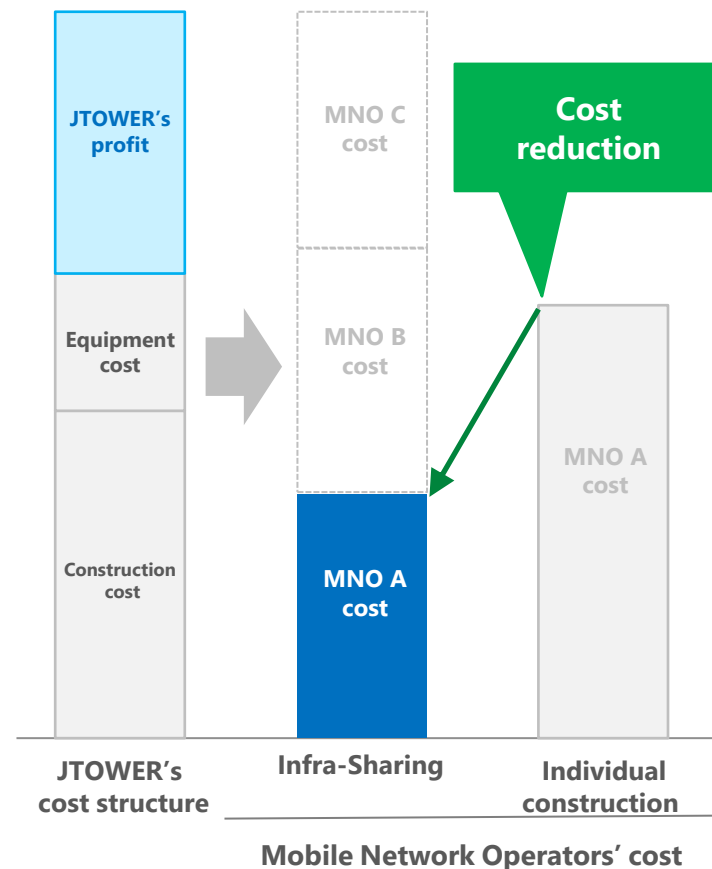 JTOWER’s
profit
Equipment
cost
Construction
cost
MNO C
cost
MNO B
cost
MNO A
cost
Cost
reduction
MNO A
cost
JTOWER’s
cost structure
Infra-Sharing
Individual
construction
Mobile Network Operators’ cost